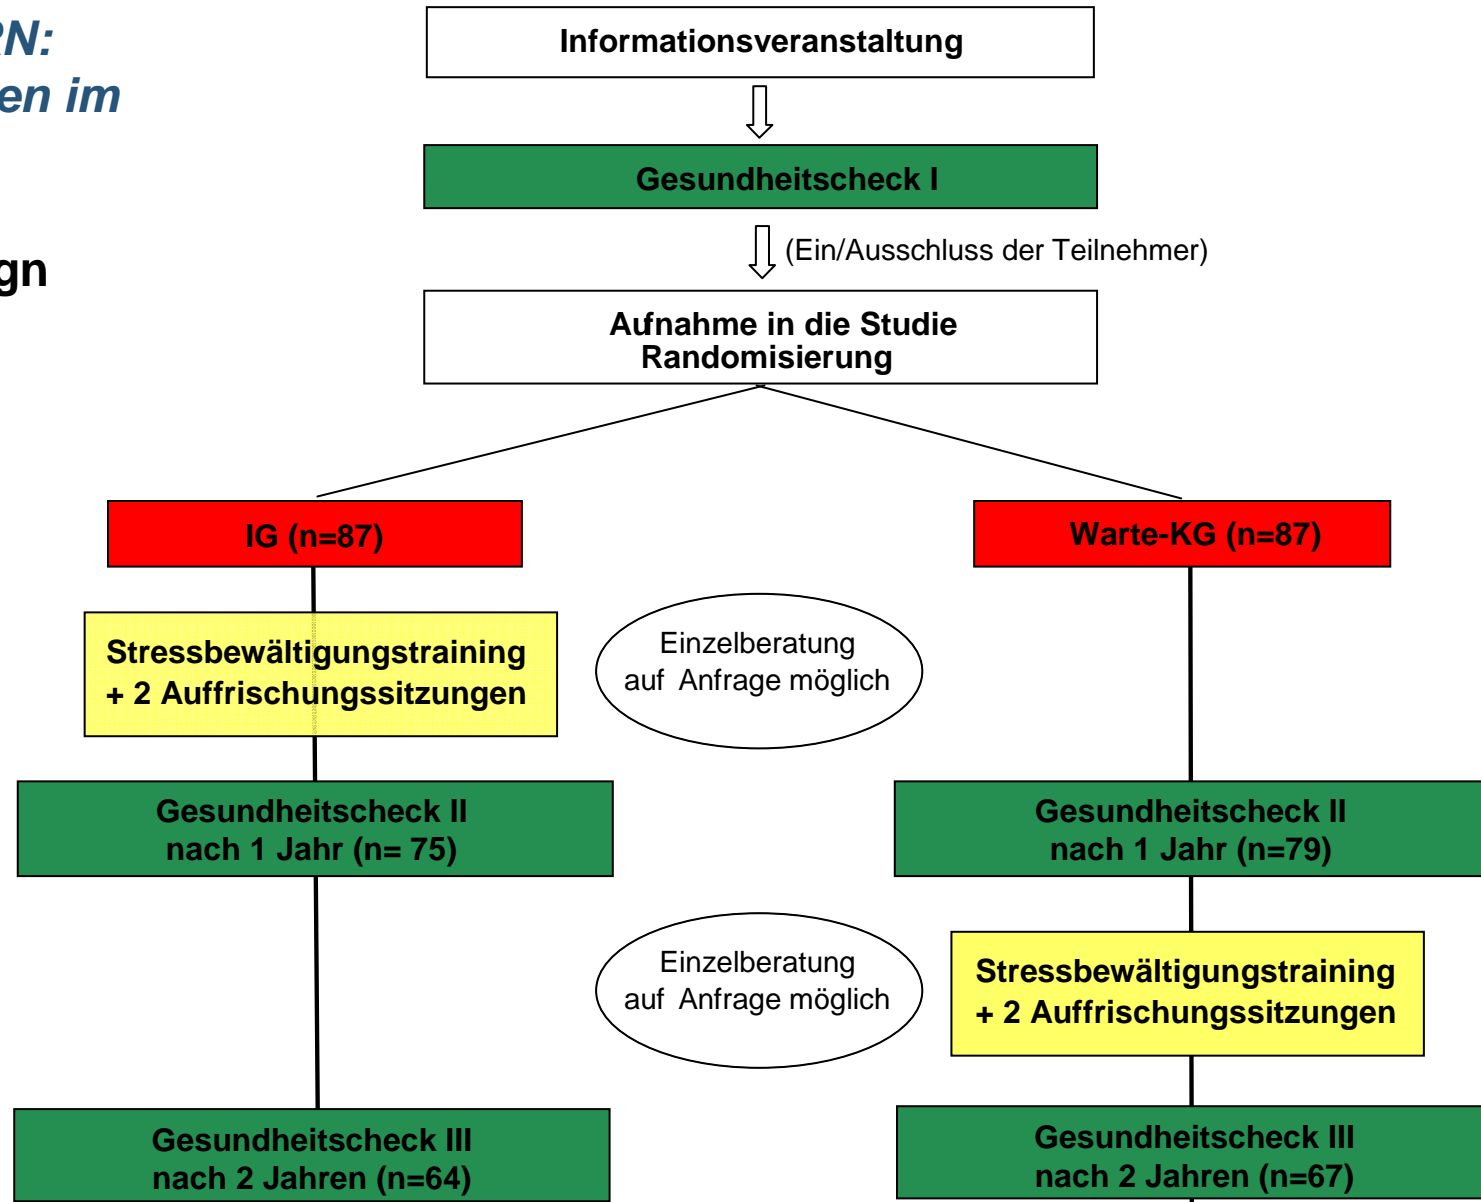 RN:
en im
gn
Informationsveranstaltung
Gesundheitscheck I
(Ein/Ausschluss der Teilnehmer)
Aufnahme in die Studie
Randomisierung
IG (n=87)
Warte-KG (n=87)
Stressbewältigungstraining
+ 2 Auffrischungssitzungen
Einzelberatung
auf Anfrage möglich
Gesundheitscheck II
nach 1 Jahr (n= 75)
Gesundheitscheck II
nach 1 Jahr (n=79)
Einzelberatung
auf Anfrage möglich
Stressbewältigungstraining
+ 2 Auffrischungssitzungen
Gesundheitscheck III
nach 2 Jahren (n=64)
Gesundheitscheck III
nach 2 Jahren (n=67)